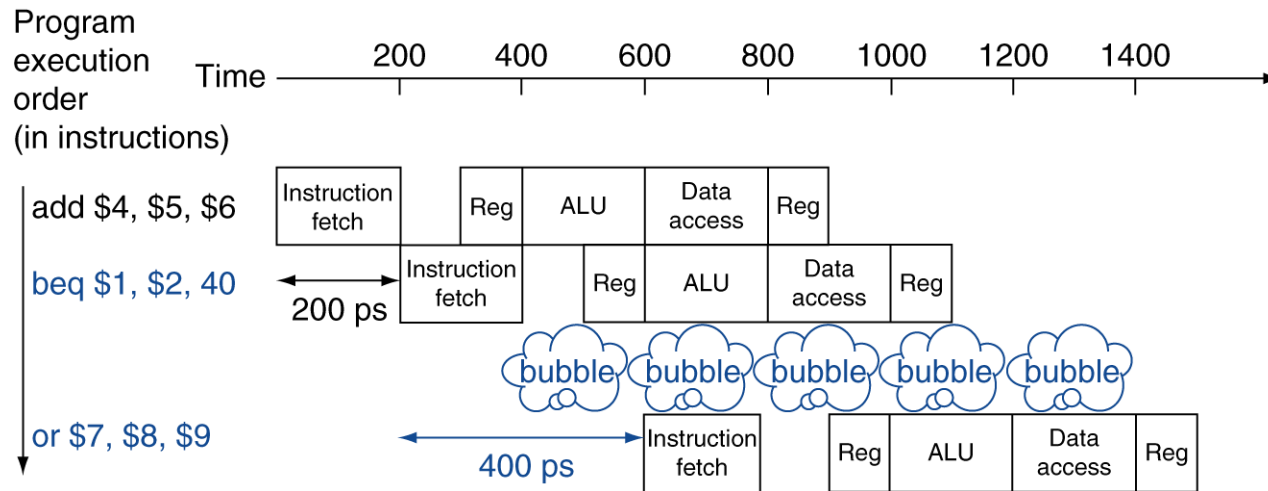 Program
execution
order
(in instructions)
Time
200 400 600 800 1000 1200 1400
add $4, $5, $6
Instruction
fetch
Reg
ALU
Data
access
Reg
beq $1, $2, 40
200 ps
Instruction
fetch
Reg
ALU
Data
access
Reg
bubble bubble bubble bubble bubble
or $7, $8, $9
400 ps
Instruction
fetch
Reg
ALU
Data
access
Reg